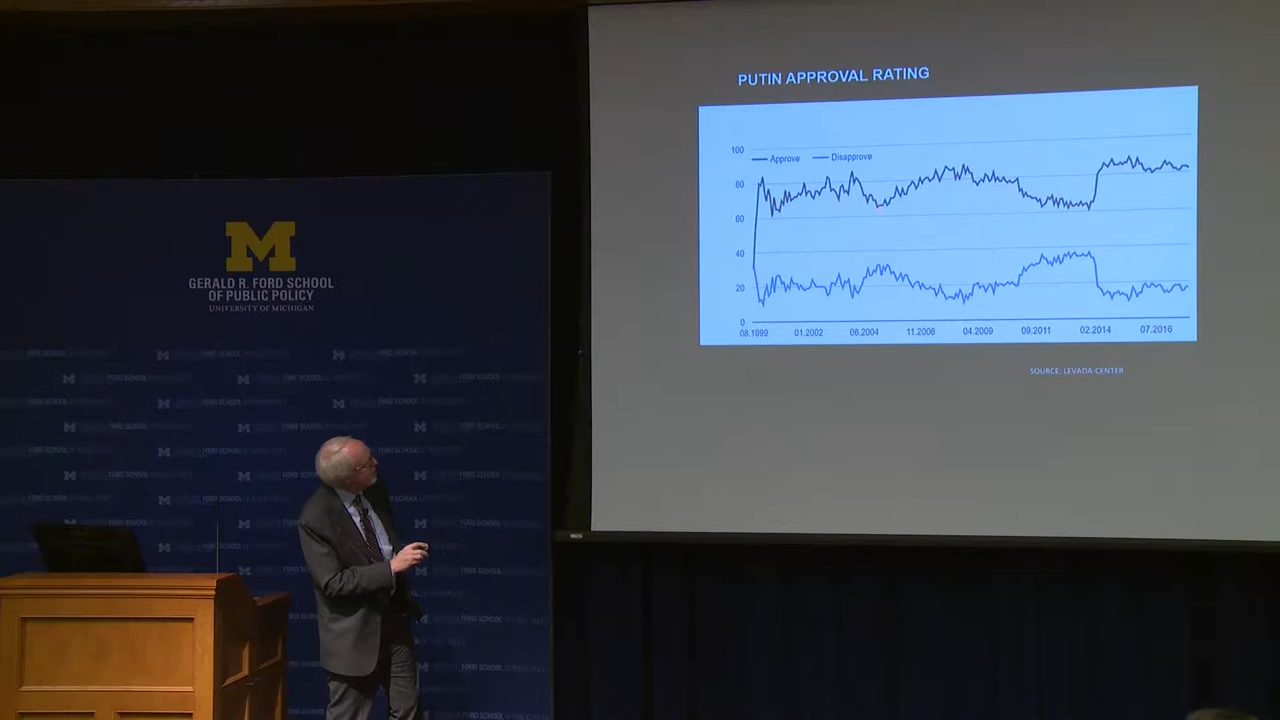 PUTIN APPROVAL RATING
100
Approve
Disapprove
80
60
40
20
0
08.1999 01.2002 06.2004 11.2006 04.2009 09.2011 02.2014 07.2016
SOURCE: LEVADA-CENTER
M
GERALD R. FORD SCHOOL
OF PUBLIC POLICY
UNIVERSITY OF MICHIGAN